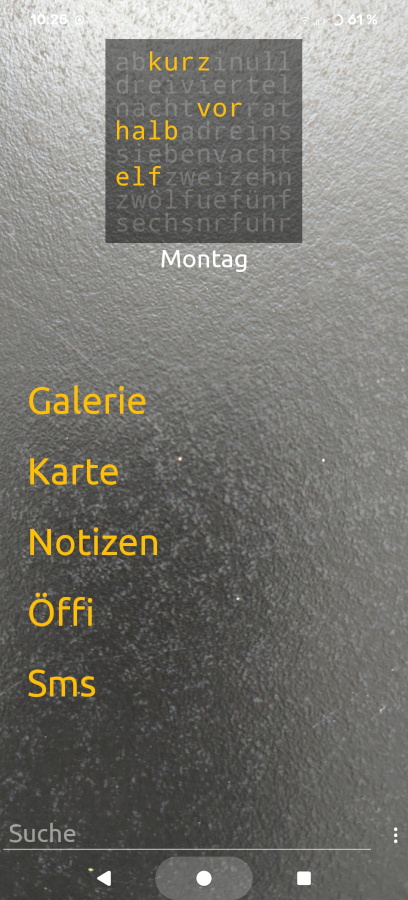 10:26
61%
abkurzinull
dreiviertel
nachtvorrat
halbadreins
siebenvacht
elfzweizehn
zwölfuefünf
sechsnrfuhr
Montag
Galerie
Karte
Notizen
Öffi
Sms
Suche